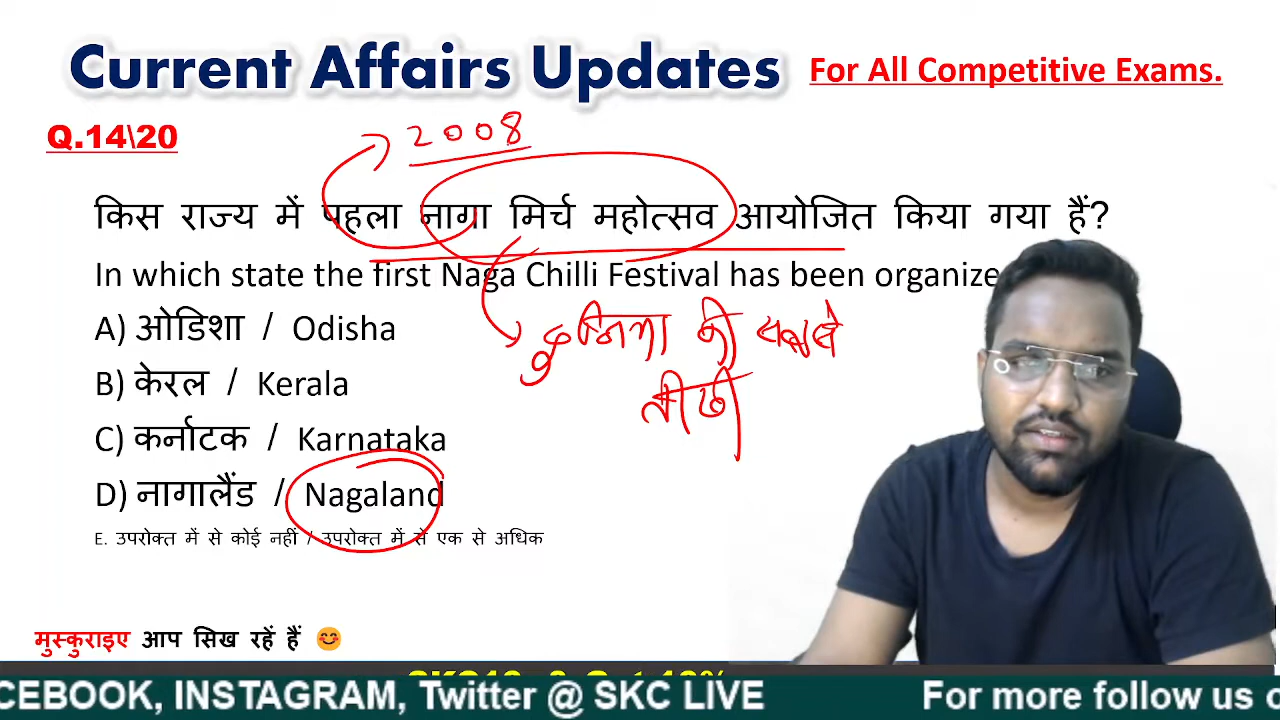 Current Affairs Updates For All Competitive Exams.
Q.14\20
2008
किस राज्य में पहला नागा मिर्च महोत्सव आयोजित किया गया हैं?
In which state the first Naga Chilli Festival has been organize
A) ओडिशा / Odisha
दुनिया की सबसे
B) केरल / Kerala
तीखी
C) कर्नाटक / Karnataka
D) नागालैंड / Nagaland
E. उपरोक्त में से कोई नहीं / उपरोक्त में से एक से अधिक
मुस्कुराइए आप सिख रहें हैं 😊
CEBOOK, INSTAGRAM, Twitter @ SKC LIVE For more follow us